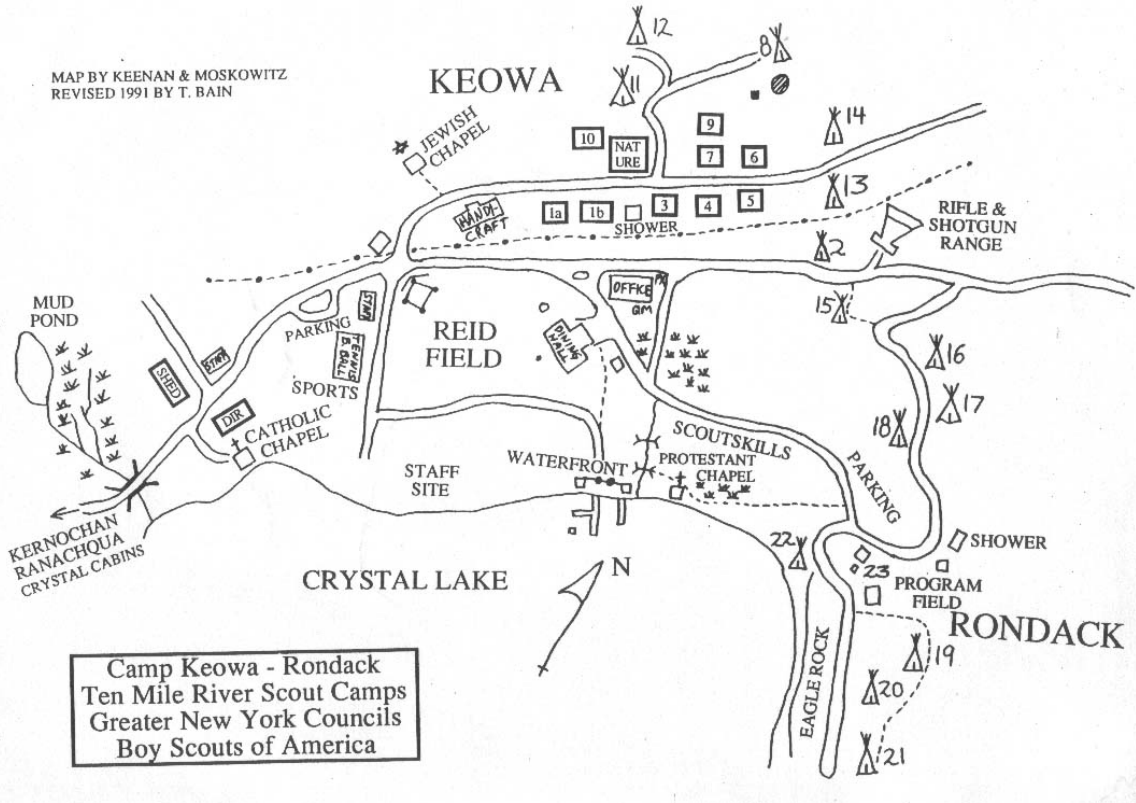 MAP BY KEENAN & MOSKOWITZ
REVISED 1991 BY T. BAIN
KEOWA
12
8
11
JEWISH
CHAPEL
10
NAT
URE
9
7
6
14
HANDI-
CRAFT
1a
1b
SHOWER
3
4
5
13
2
RIFLE &
SHOTGUN
RANGE
MUD
POND
PARKING
STAFF
REID
FIELD
OFFICE
PX
QM
DINING
HALL
15
16
17
18
SHED
STAFF
TENNIS
B. BALL
SPORTS
DIR
CATHOLIC
CHAPEL
STAFF
SITE
WATERFRONT
SCOUTSKILLS
PROTESTANT
CHAPEL
PARKING
KERNOCHAN
RANACHQUA
CRYSTAL CABINS
CRYSTAL LAKE
N
22
SHOWER
23
PROGRAM
FIELD
RONDACK
EAGLE ROCK
19
20
21
Camp Keowa - Rondack
Ten Mile River Scout Camps
Greater New York Councils
Boy Scouts of America